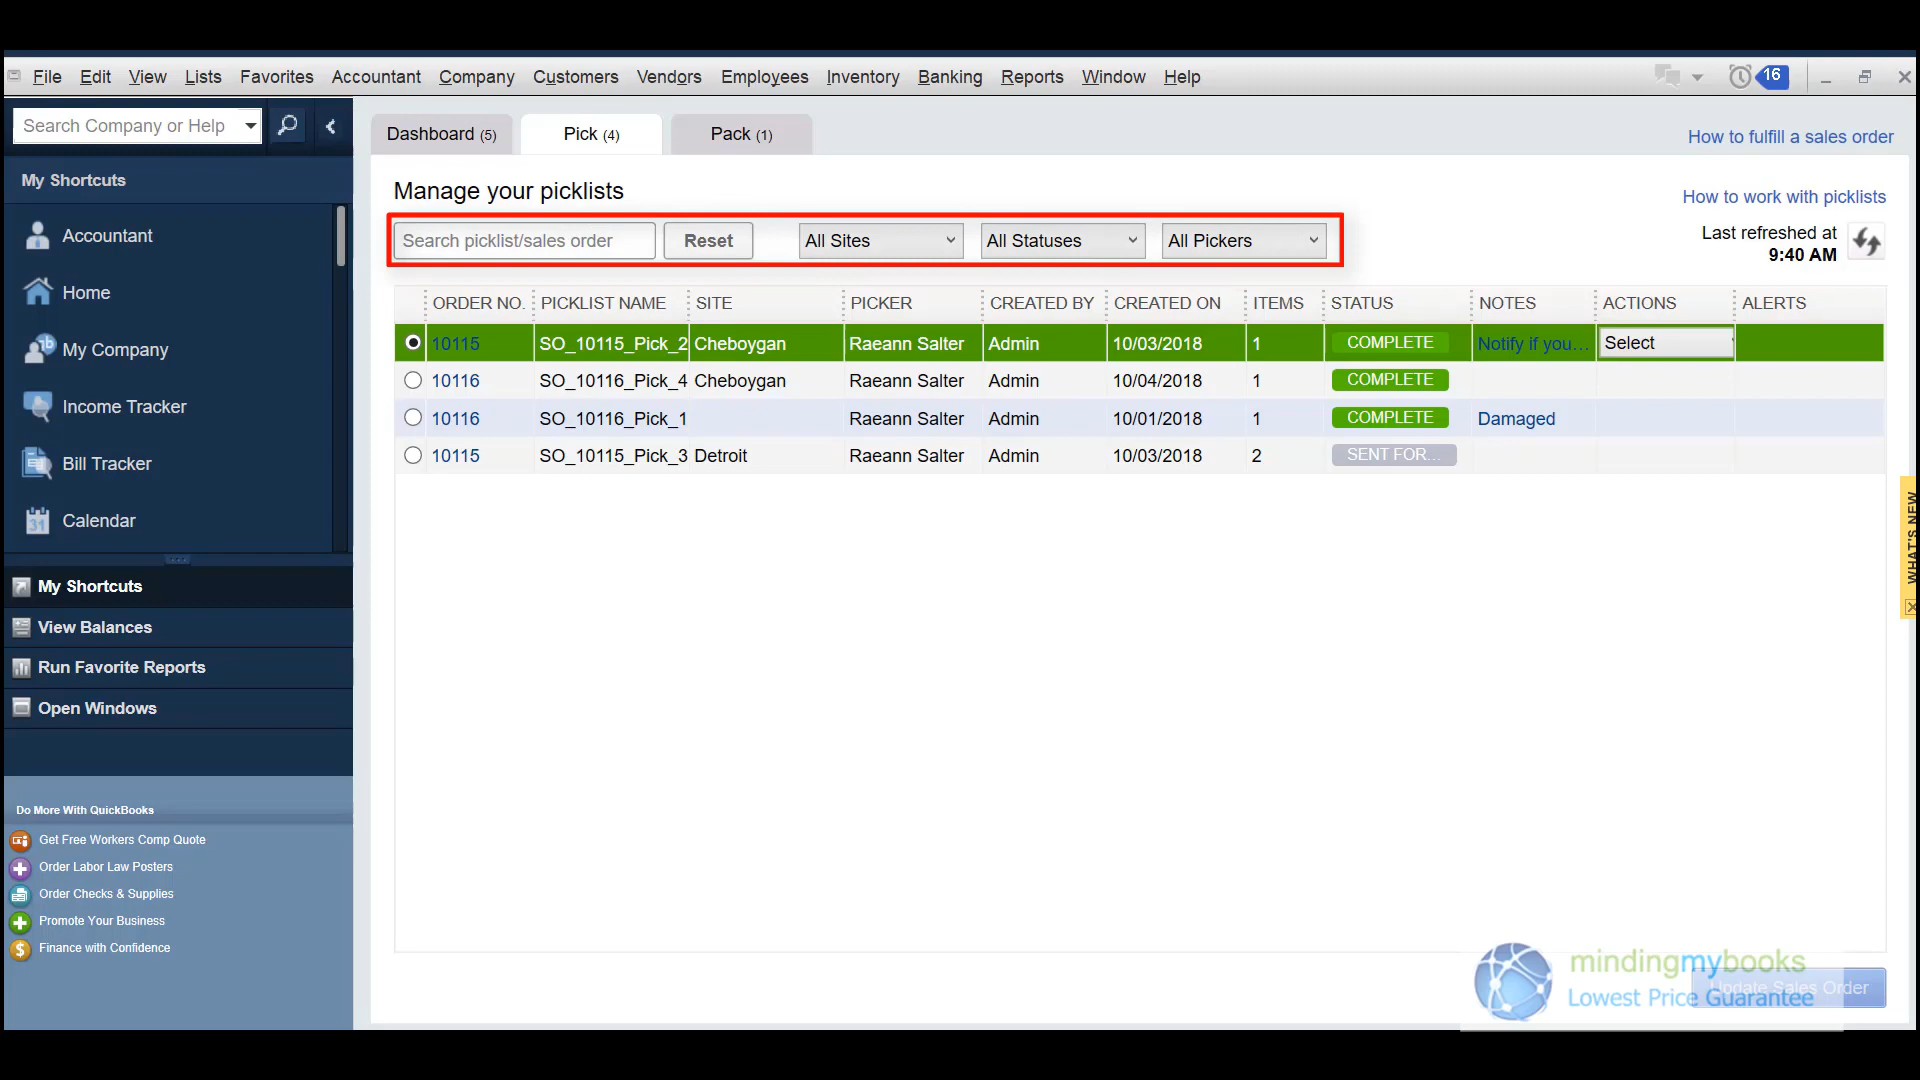 File Edit View Lists Favorites Accountant Company Customers Vendors Employees Inventory Banking Reports Window Help 16
Search Company or Help
My Shortcuts
Accountant
Home
My Company
Income Tracker
Bill Tracker
31 Calendar
My Shortcuts
View Balances
Run Favorite Reports
Open Windows
Do More With QuickBooks
Get Free Workers Comp Quote
Order Labor Law Posters
Order Checks & Supplies
Promote Your Business
Finance with Confidence
Dashboard (5) Pick (4) Pack (1)
How to fulfill a sales order
Manage your picklists
How to work with picklists
Search picklist/sales order Reset All Sites All Statuses All Pickers
Last refreshed at
9:40 AM
ORDER NO. PICKLIST NAME SITE PICKER CREATED BY CREATED ON ITEMS STATUS NOTES ACTIONS ALERTS
10115 SO_10115_Pick_2 Cheboygan Raeann Salter Admin 10/03/2018 1 COMPLETE Notify if you... Select
10116 SO_10116_Pick_4 Cheboygan Raeann Salter Admin 10/04/2018 1 COMPLETE
10116 SO_10116_Pick_1 Raeann Salter Admin 10/01/2018 1 COMPLETE Damaged
10115 SO_10115_Pick_3 Detroit Raeann Salter Admin 10/03/2018 2 SENT FOR...
WHAT'S NEW
mindingmybooks
Lowest Price Guarantee
Update Sales Order